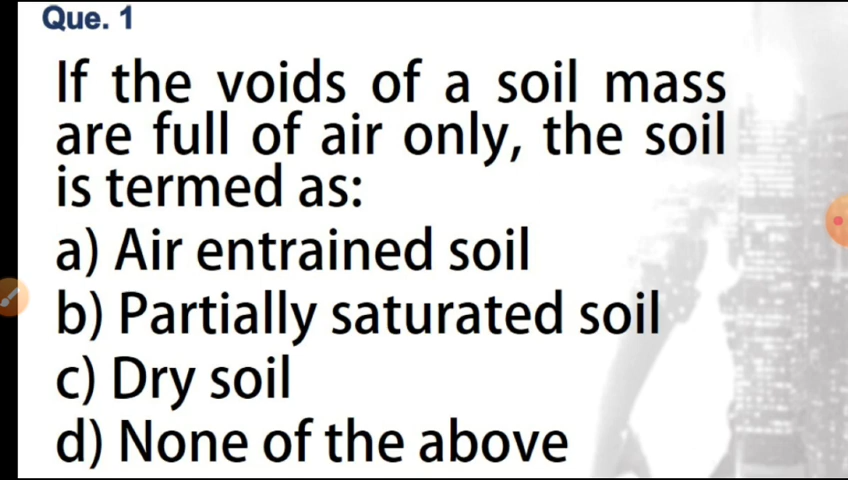 Que. 1
If the voids of a soil mass
are full of air only, the soil
is termed as:
a) Air entrained soil
b) Partially saturated soil
c) Dry soil
d) None of the above